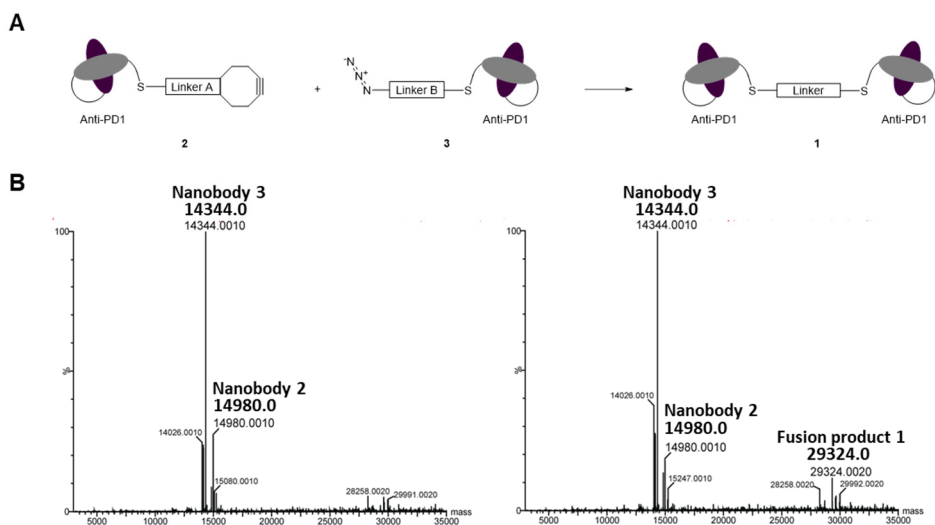 A
-N
N+
N
S
Linker A
+
Linker B
S
S
Linker
S
Anti-PD1
Anti-PD1
Anti-PD1
Anti-PD1
2
3
1
B
Nanobody 3
14344.0
14344.0010
100
%
Nanobody 2
14980.0
14980.0010
14026.0010
15080.0010
28258.0020
29991.0020
5000 10000 15000 20000 25000 30000 35000 mass
Nanobody 3
14344.0
14344.0010
100
%
14026.0010
Nanobody 2
14980.0
14980.0010
15247.0010
Fusion product 1
29324.0
29324.0020
28258.0020
29992.0020
5000 10000 15000 20000 25000 30000 35000 mass